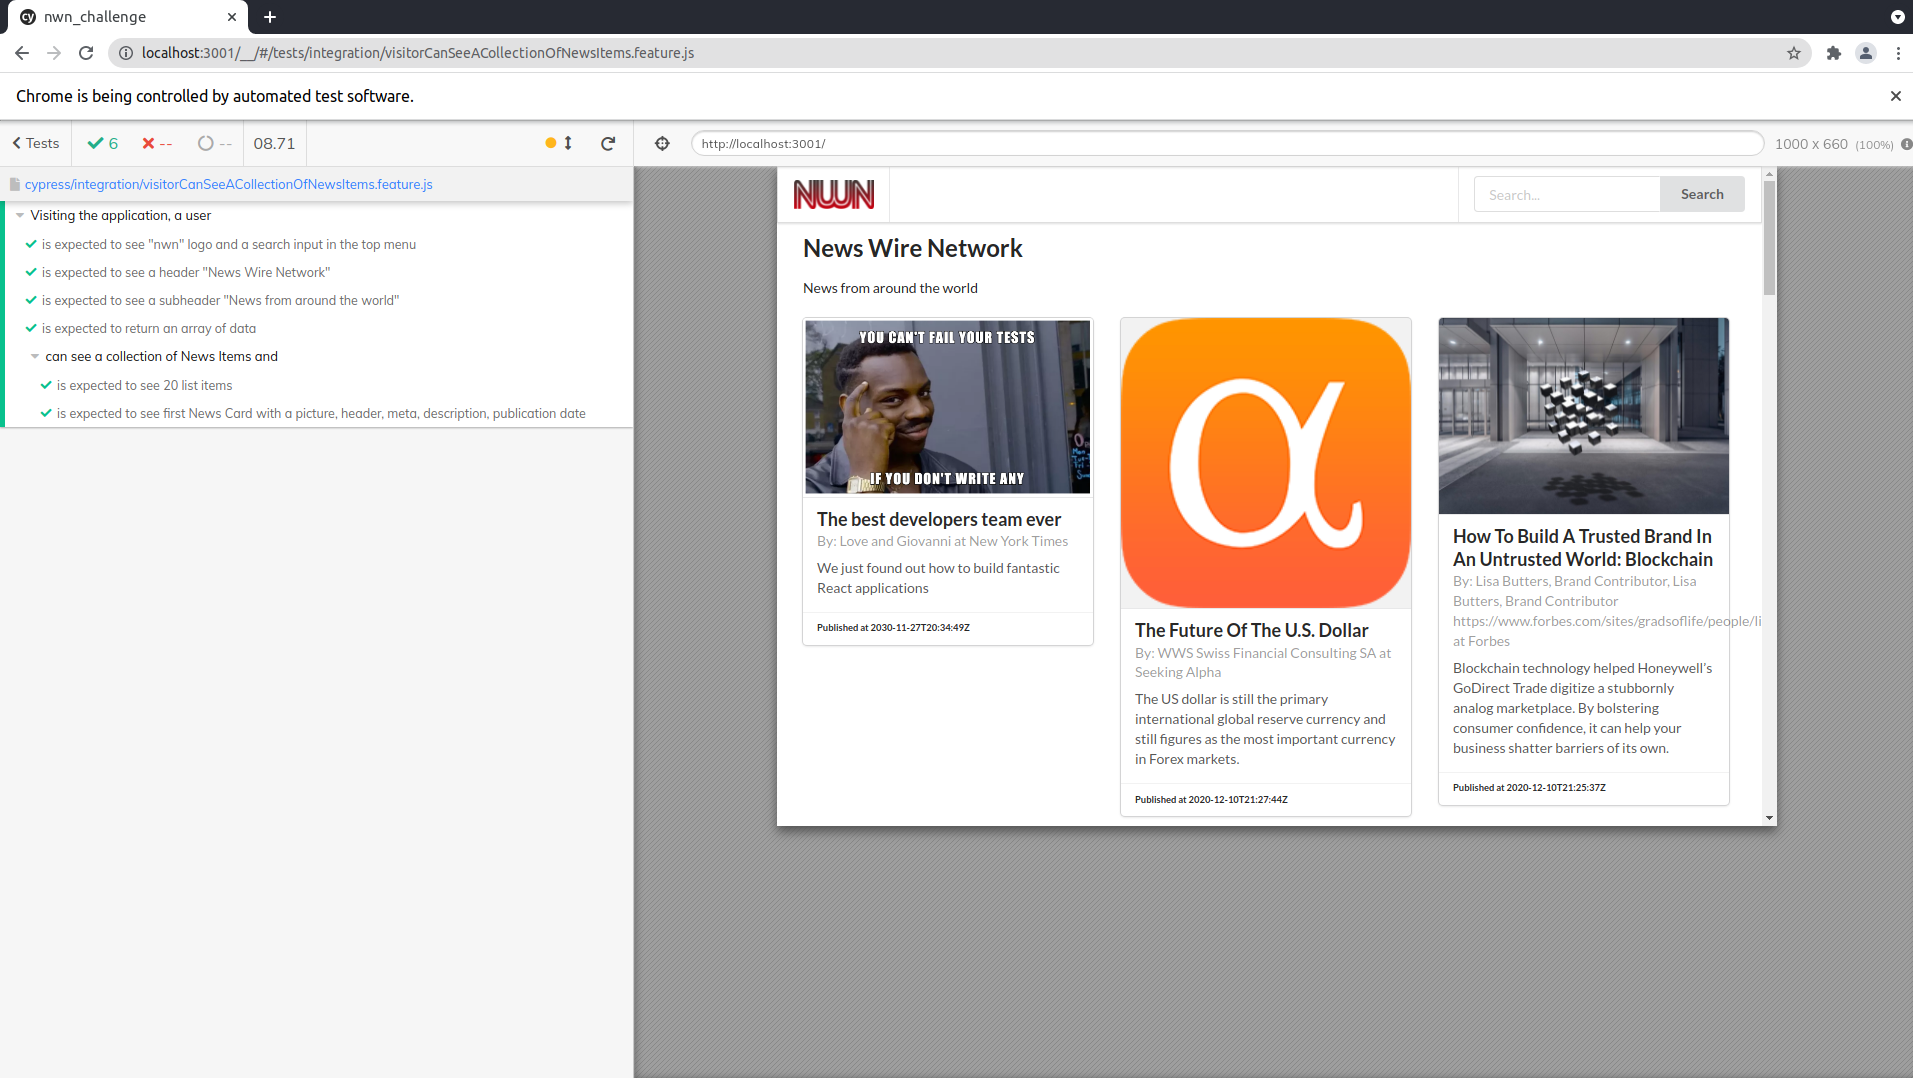 nwn_challenge
localhost:3001/__/#/tests/integration/visitorCanSeeACollectionOfNewsItems.feature.js
Chrome is being controlled by automated test software.
Tests
6
--
--
08.71
http://localhost:3001/
1000 x 660 (100%)
cypress/integration/visitorCanSeeACollectionOfNewsItems.feature.js
Visiting the application, a user
is expected to see "nwn" logo and a search input in the top menu
is expected to see a header "News Wire Network"
is expected to see a subheader "News from around the world"
is expected to return an array of data
can see a collection of News Items and
is expected to see 20 list items
is expected to see first News Card with a picture, header, meta, description, publication date
NWN
Search...
Search
News Wire Network
News from around the world
YOU CAN'T FAIL YOUR TESTS
IF YOU DON'T WRITE ANY
The best developers team ever
By: Love and Giovanni at New York Times
We just found out how to build fantastic
React applications
Published at 2030-11-27T20:34:49Z
α
The Future Of The U.S. Dollar
By: WWS Swiss Financial Consulting SA at
Seeking Alpha
The US dollar is still the primary
international global reserve currency and
still figures as the most important currency
in Forex markets.
Published at 2020-12-10T21:27:44Z
How To Build A Trusted Brand In
An Untrusted World: Blockchain
By: Lisa Butters, Brand Contributor, Lisa
Butters, Brand Contributor
https://www.forbes.com/sites/gradsoflife/people/li
at Forbes
Blockchain technology helped Honeywell’s
GoDirect Trade digitize a stubbornly
analog marketplace. By bolstering
consumer confidence, it can help your
business shatter barriers of its own.
Published at 2020-12-10T21:25:37Z